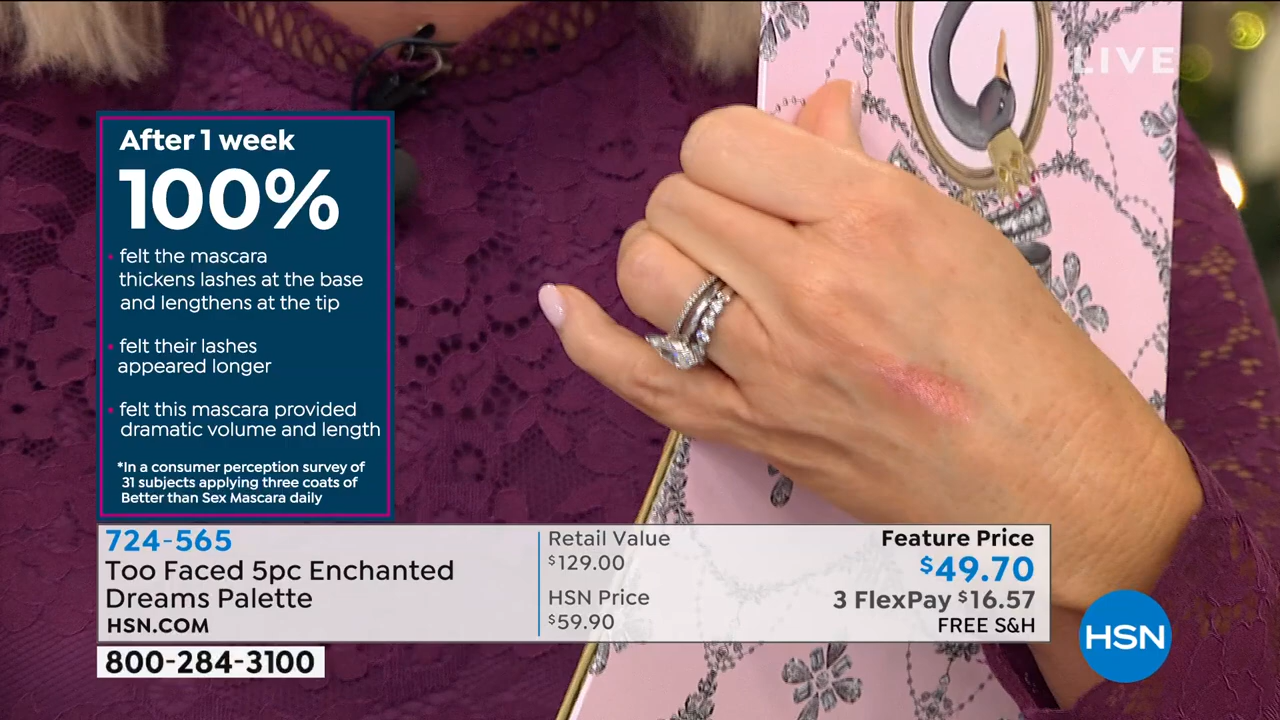 LIVE
After 1 week
100%
• felt the mascara
thickens lashes at the base
and lengthens at the tip
• felt their lashes
appeared longer
• felt this mascara provided
dramatic volume and length
*In a consumer perception survey of
31 subjects applying three coats of
Better than Sex Mascara daily
724-565
Too Faced 5pc Enchanted
Dreams Palette
HSN.COM
Retail Value
$129.00
HSN Price
$59.90
Feature Price
$49.70
3 FlexPay $16.57
FREE S&H
800-284-3100
HSN